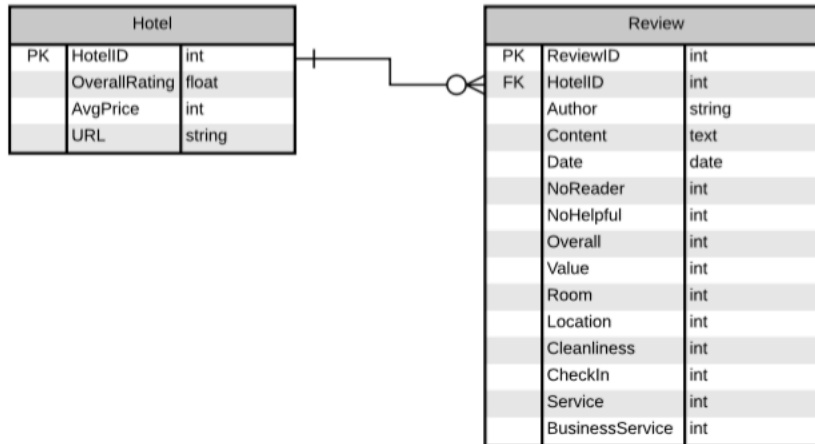 Hotel
PK HotelID int
OverallRating float
AvgPrice int
URL string
Review
PK ReviewID int
FK HotelID int
Author string
Content text
Date date
NoReader int
NoHelpful int
Overall int
Value int
Room int
Location int
Cleanliness int
CheckIn int
Service int
BusinessService int